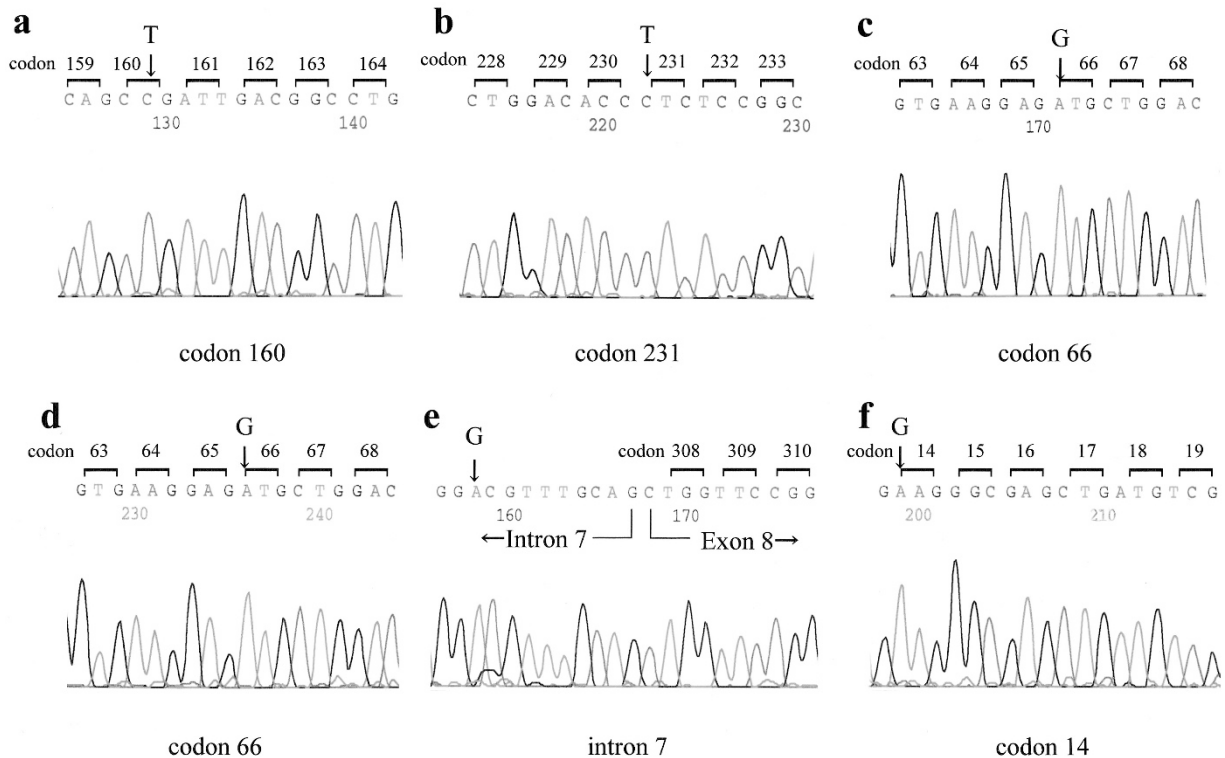 a
T
codon 159 160 161 162 163 164
CAGCCGATTGACGGCCTG
130 140
codon 160
b
T
codon 228 229 230 231 232 233
CTGGACACCCTCTCCGGC
220 230
codon 231
c
G
codon 63 64 65 66 67 68
GTGAAGGAGATGCTGGAC
170
codon 66
d
G
codon 63 64 65 66 67 68
GTGAAGGAGATGCTGGAC
230 240
codon 66
e
G
codon 308 309 310
GGACGTTTGCAGCTGGTTCCGG
160 170
←Intron 7 Exon 8→
intron 7
f
G
codon 14 15 16 17 18 19
GAAGGGCGAGCTGATGTCG
200 210
codon 14